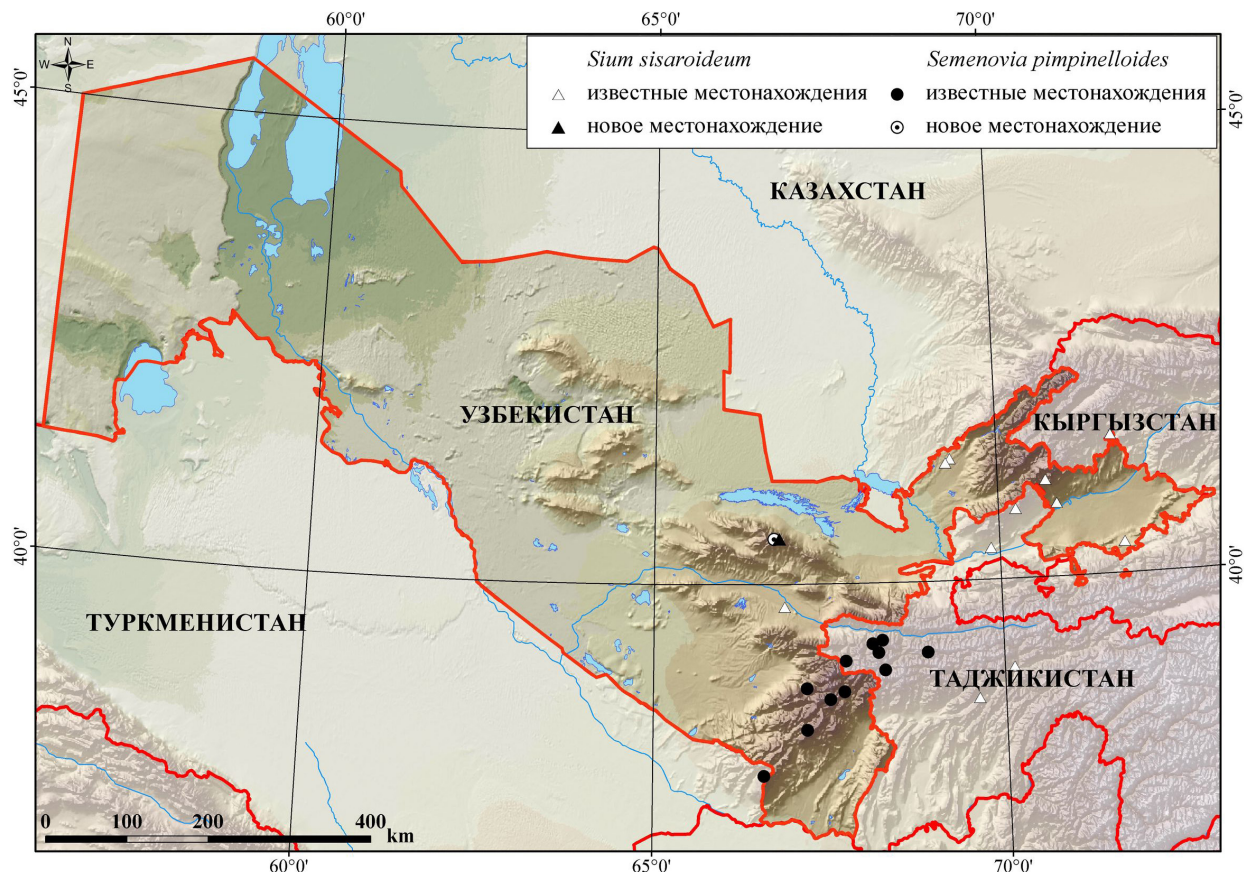 60°0' 65°0' 70°0'
N
W E
S
Sium sisaroideum Semenovia pimpinelloides
известные местонахождения известные местонахождения
новое местонахождение новое местонахождение
45°0' 45°0'
КАЗАХСТАН
УЗБЕКИСТАН
КЫРГЫЗСТАН
40°0' 40°0'
ТУРКМЕНИСТАН
ТАДЖИКИСТАН
0 100 200 400
km
60°0' 65°0' 70°0'